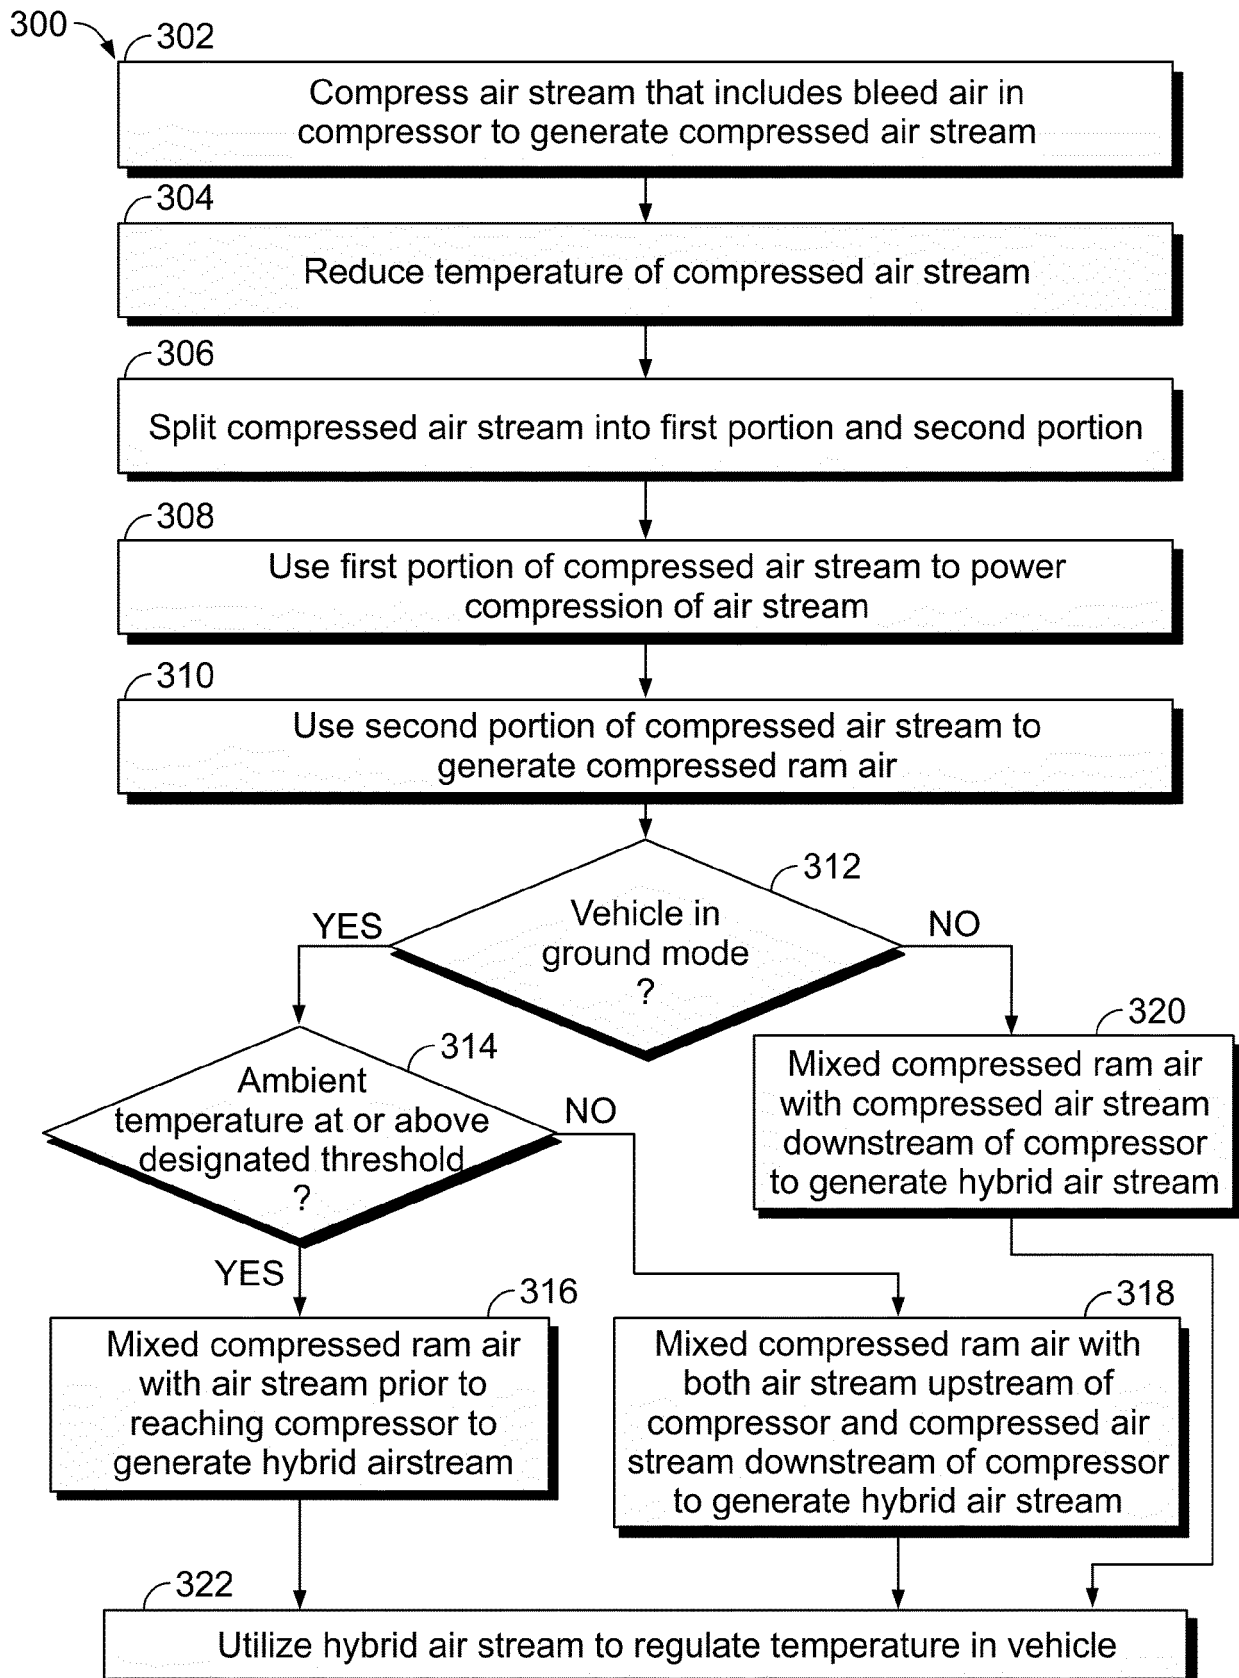 300
302
Compress air stream that includes bleed air in
compressor to generate compressed air stream
304
Reduce temperature of compressed air stream
306
Split compressed air stream into first portion and second portion
308
Use first portion of compressed air stream to power
compression of air stream
310
Use second portion of compressed air stream to
generate compressed ram air
312
Vehicle in
ground mode
?
YES
NO
314
Ambient
temperature at or above
designated threshold
?
NO
YES
320
Mixed compressed ram air
with compressed air stream
downstream of compressor
to generate hybrid air stream
316
Mixed compressed ram air
with air stream prior to
reaching compressor to
generate hybrid airstream
318
Mixed compressed ram air with
both air stream upstream of
compressor and compressed air
stream downstream of compressor
to generate hybrid air stream
322
Utilize hybrid air stream to regulate temperature in vehicle